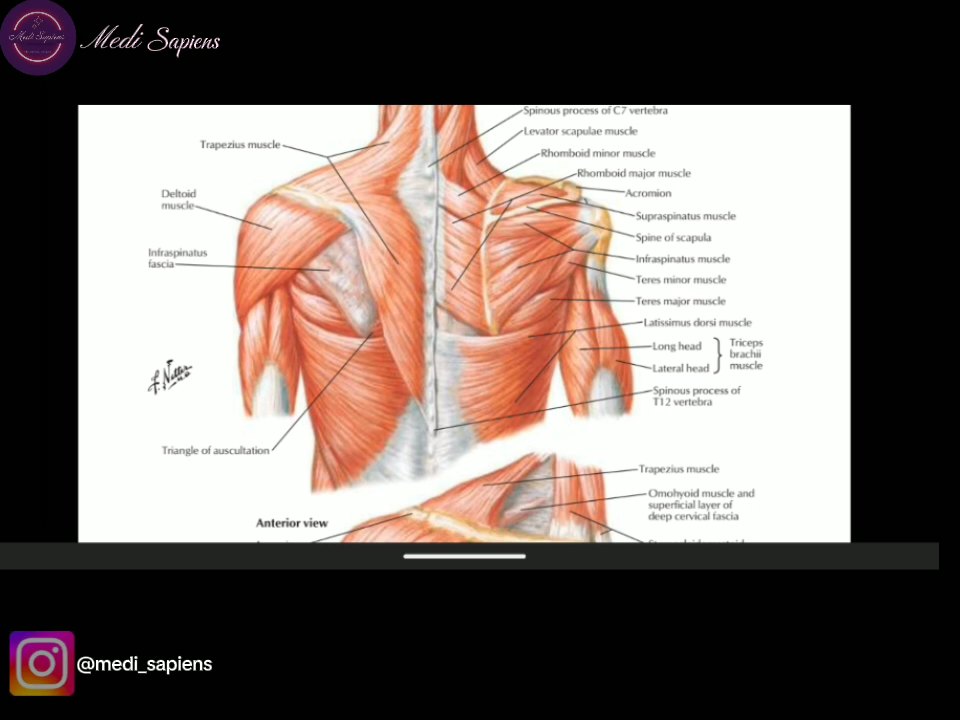 Medi Sapiens
Spinous process of C7 vertebra
Levator scapulae muscle
Trapezius muscle
Rhomboid minor muscle
Rhomboid major muscle
Deltoid
muscle
Acromion
Supraspinatus muscle
Spine of scapula
Infraspinatus
fascia
Infraspinatus muscle
Teres minor muscle
Teres major muscle
Latissimus dorsi muscle
Long head
Lateral head
Triceps
brachii
muscle
F. Netter
Spinous process of
T12 vertebra
Triangle of auscultation
Trapezius muscle
Omohyoid muscle and
superficial layer of
deep cervical fascia
Anterior view
@medi_sapiens